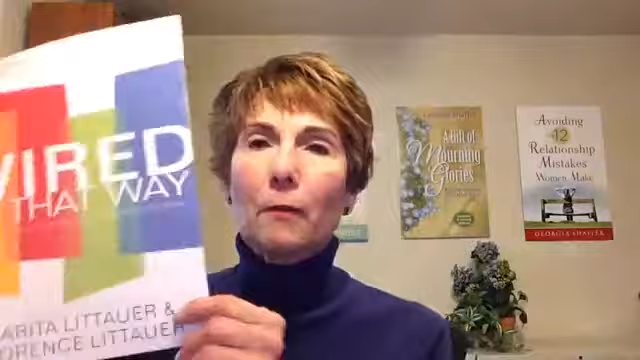 WIRED
THAT WAY
ARITA LITTAUER &
ORENCE LITTAUER
A Gift of
Mourning
Glories
Avoiding
12
Relationship
Mistakes
Women Make
GEORGIA SHAFFER